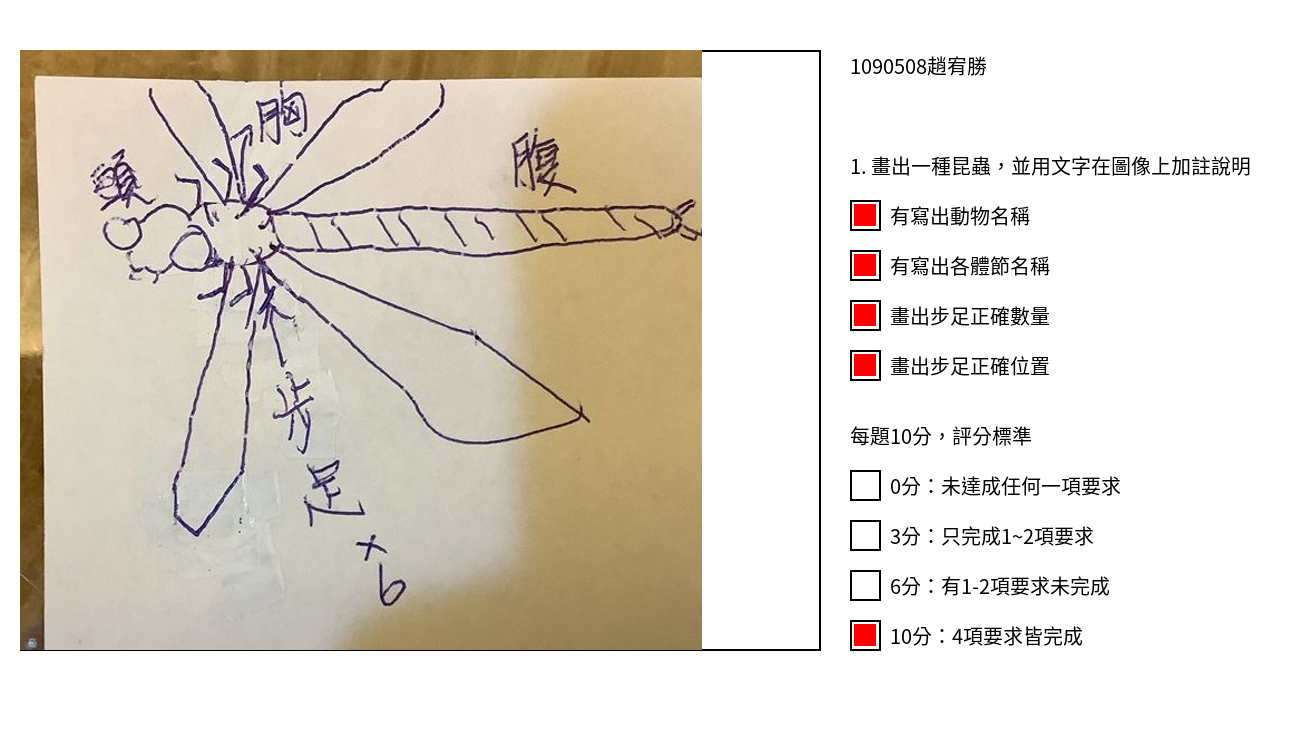 胸
頭
腹
步足
×6
1090508趙宥勝
1. 畫出一種昆蟲，並用文字在圖像上加註說明
有寫出動物名稱
有寫出各體節名稱
畫出步足正確數量
畫出步足正確位置
每題10分，評分標準
0分：未達成任何一項要求
3分：只完成1~2項要求
6分：有1-2項要求未完成
10分：4項要求皆完成